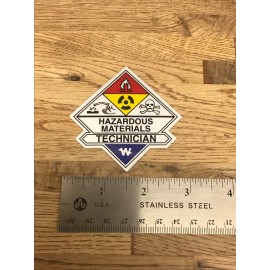 HAZARDOUS
MATERIALS
TECHNICIAN
W
1 2 3 4
U.S.A. STAINLESS STEEL